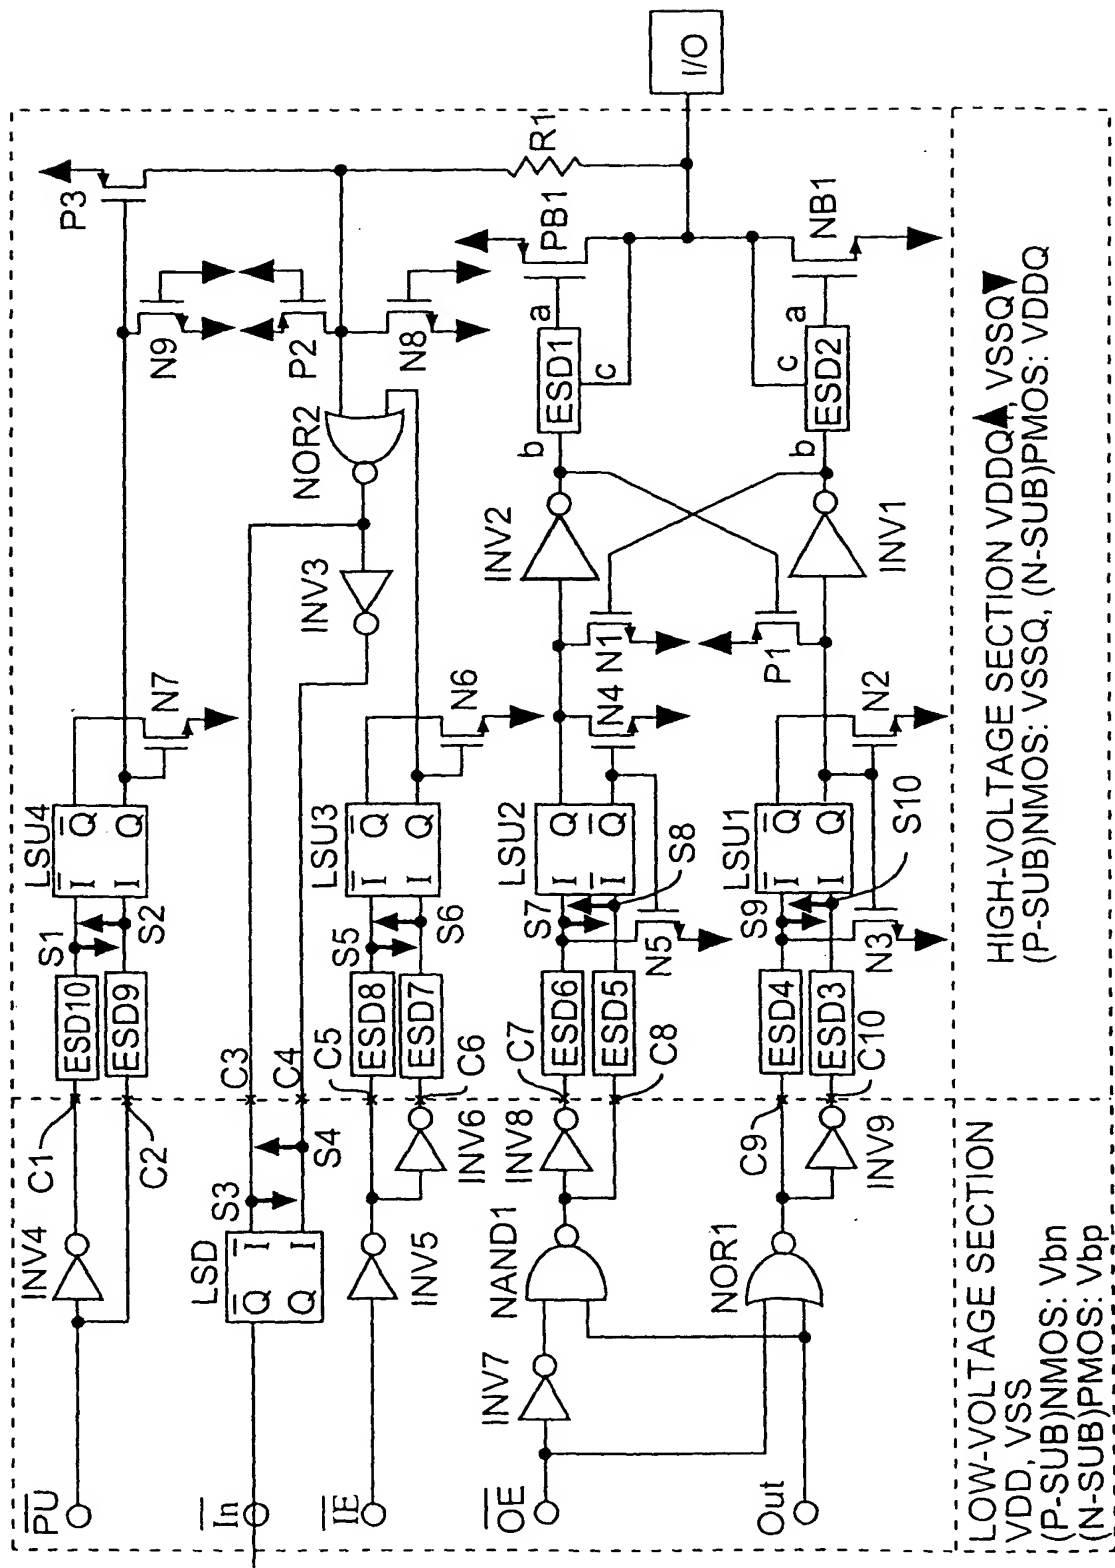 I/O
P3
R1
N9
P2
N8
PB1
NB1
a
ESD1
c
b
a
ESD2
c
b
NOR2
INV3
INV2
INV1
N1
P1
N7
N6
N4
N2
LSU4
I Q
I Q
LSU3
I Q
I Q
LSU2
I Q
I Q
LSU1
I Q
I Q
S1
S2
S5
S6
S7
S8
S9
S10
N5
N3
ESD10
ESD9
ESD8
ESD7
ESD6
ESD5
ESD4
ESD3
C1
C2
C3
C4
C5
C6
C7
C8
C9
C10
INV4
S3
S4
LSD
Q I
Q I
INV5
INV6
INV7
INV8
NAND1
NOR1
INV9
PU
In
IE
OE
Out
HIGH-VOLTAGE SECTION VDDQ▲, VSSQ▼
(P-SUB)NMOS: VSSQ, (N-SUB)PMOS: VDDQ
LOW-VOLTAGE SECTION
VDD, VSS
(P-SUB)NMOS: Vbn
(N-SUB)PMOS: Vbp